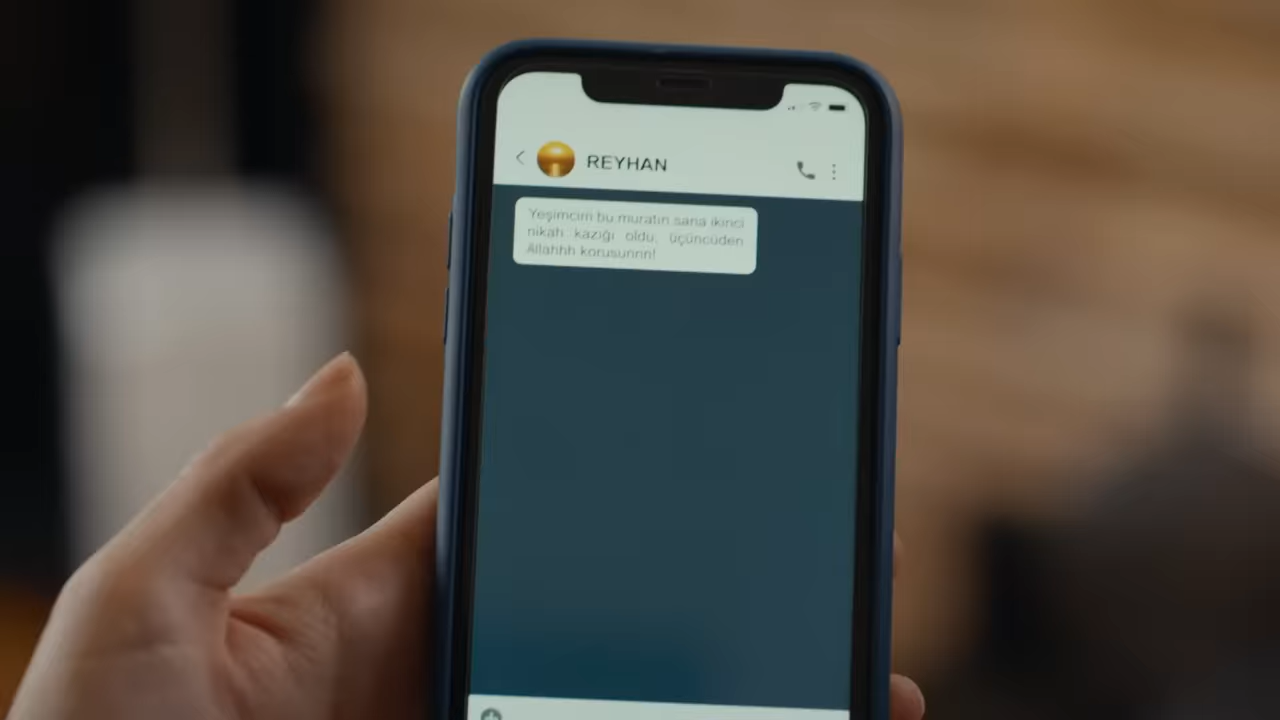 REYHAN
Yeşimcim bu muratın sana ikinci
nikah kazığı oldu, üçüncüden
Allahhh korusunnn!